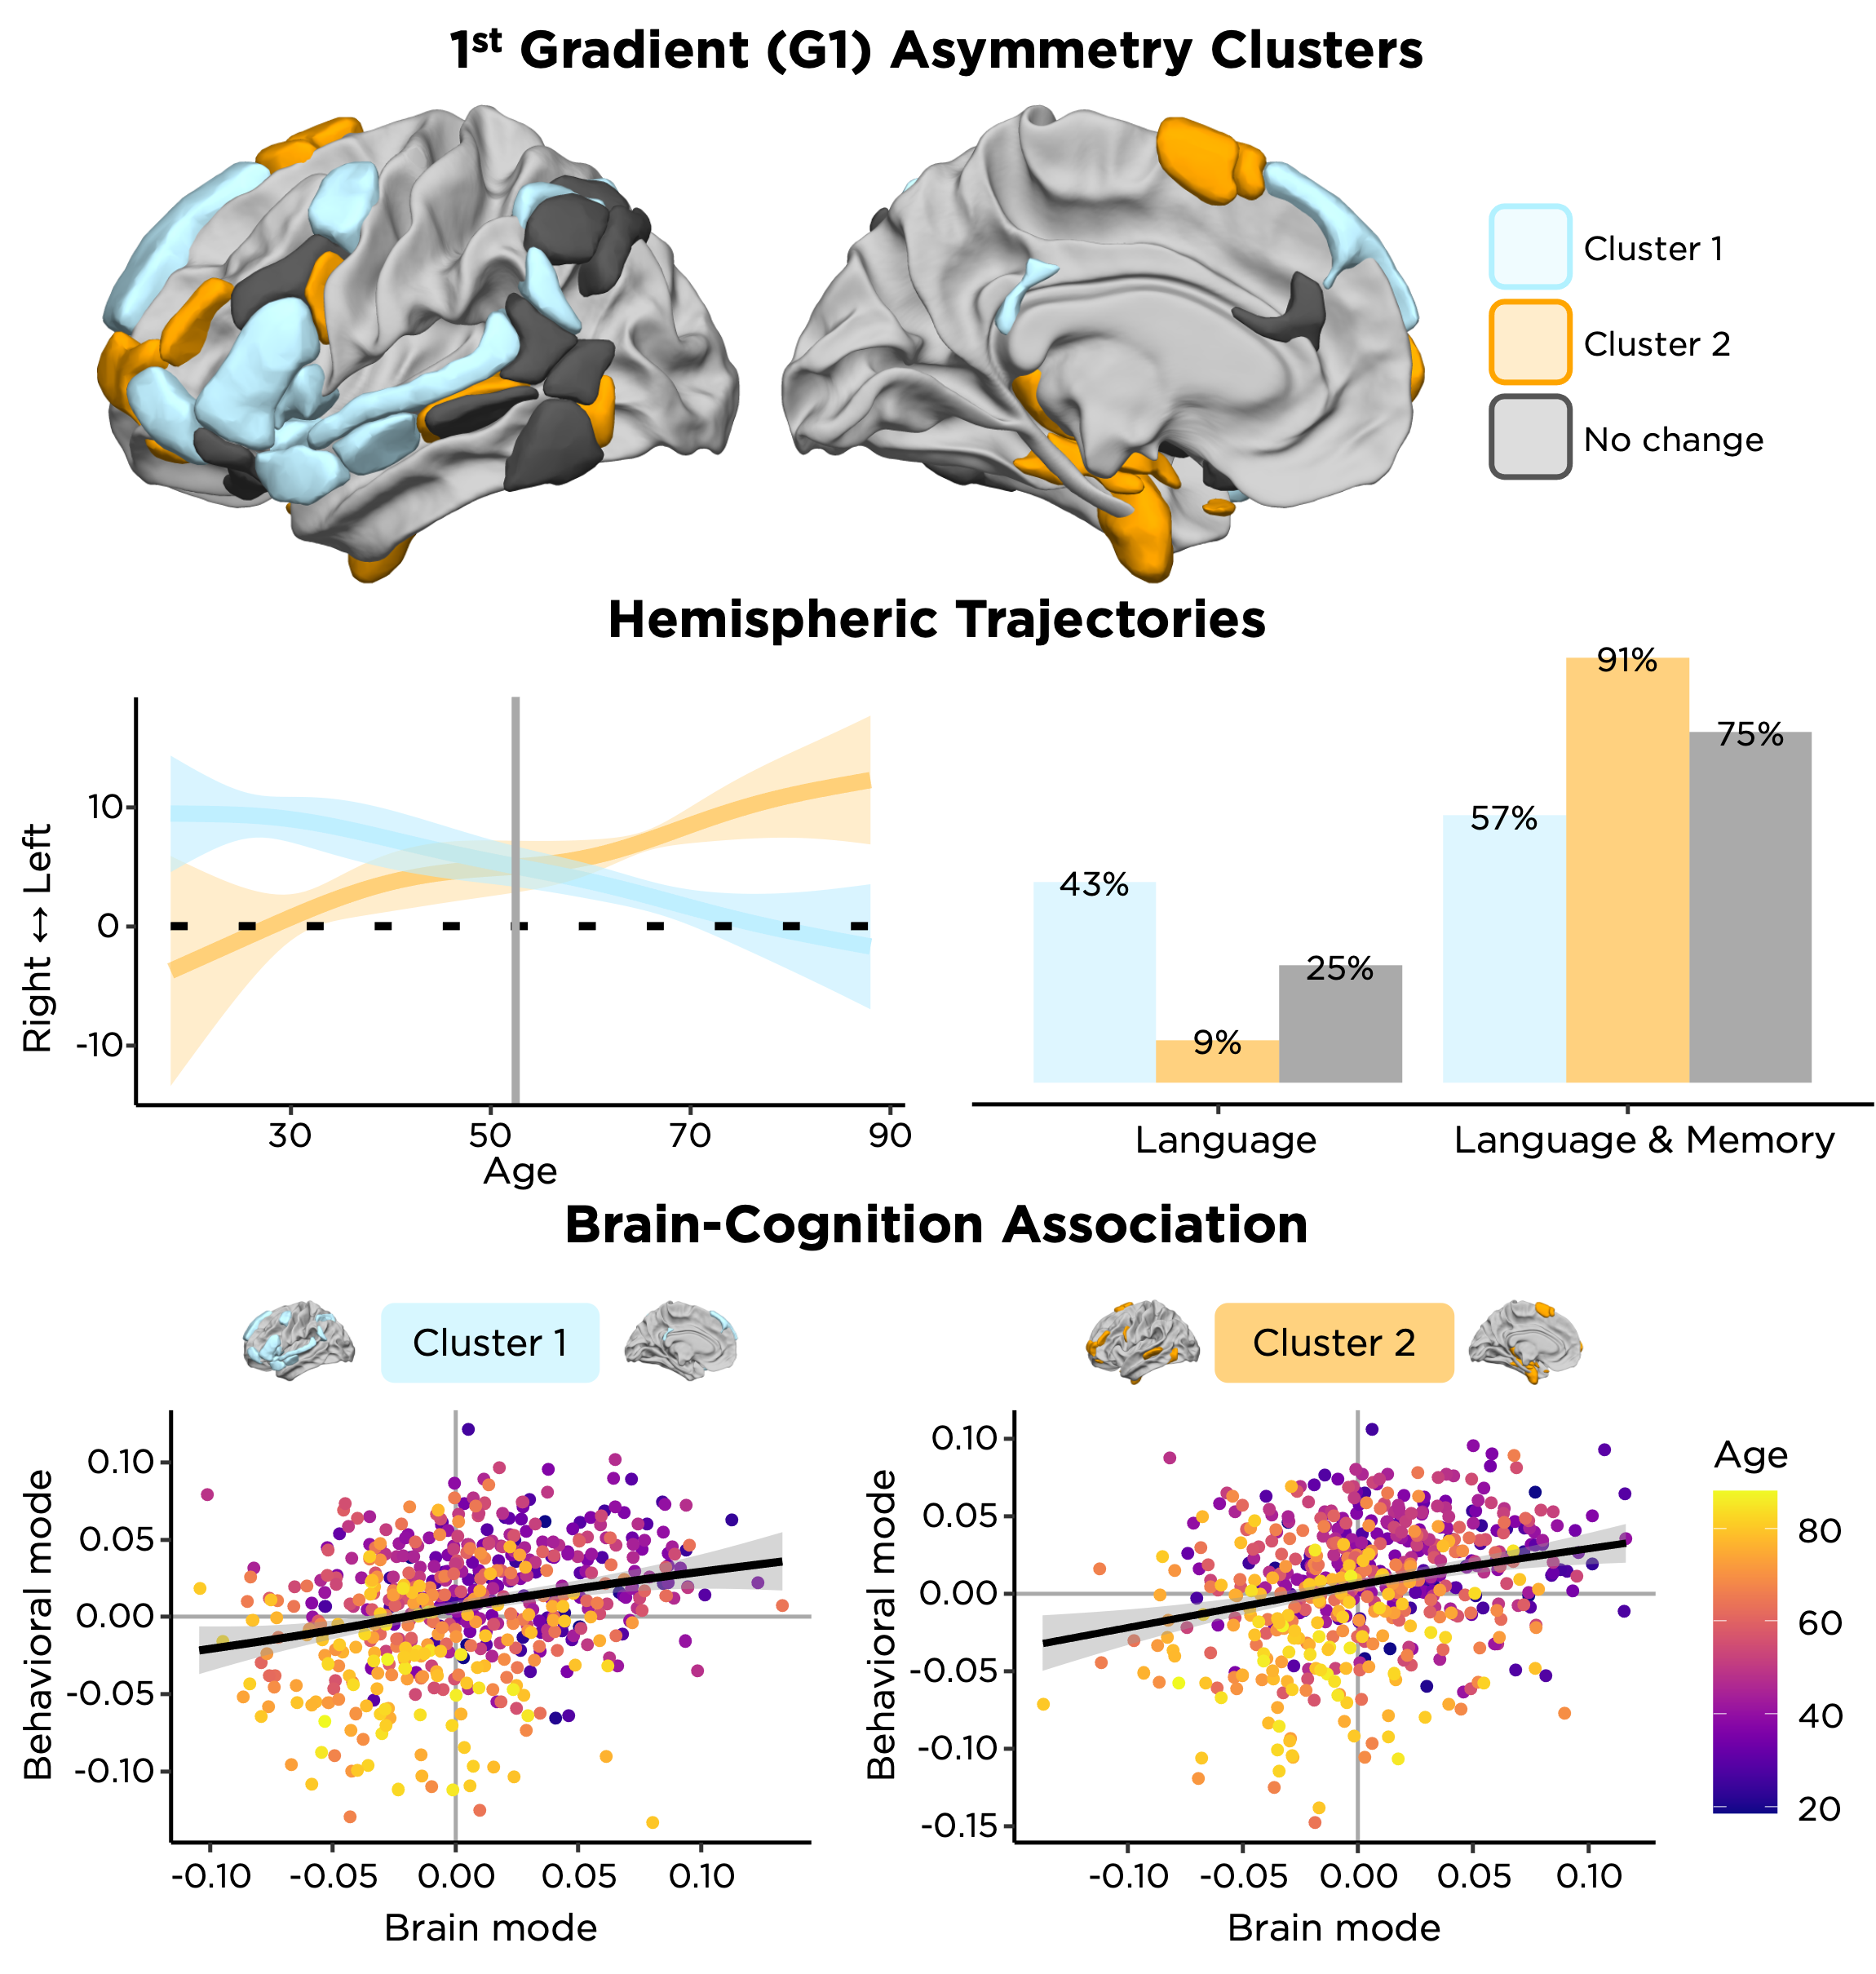 1st Gradient (G1) Asymmetry Clusters
Cluster 1
Cluster 2
No change
Hemispheric Trajectories
Right ↔ Left
10
0
-10
30
50
70
90
Age
43%
9%
25%
57%
91%
75%
Language
Language & Memory
Brain-Cognition Association
Cluster 1
Behavioral mode
0.10
0.05
0.00
-0.05
-0.10
-0.10
-0.05
0.00
0.05
0.10
Brain mode
Cluster 2
Behavioral mode
0.10
0.05
0.00
-0.05
-0.10
-0.15
-0.10
-0.05
0.00
0.05
0.10
Brain mode
Age
80
60
40
20